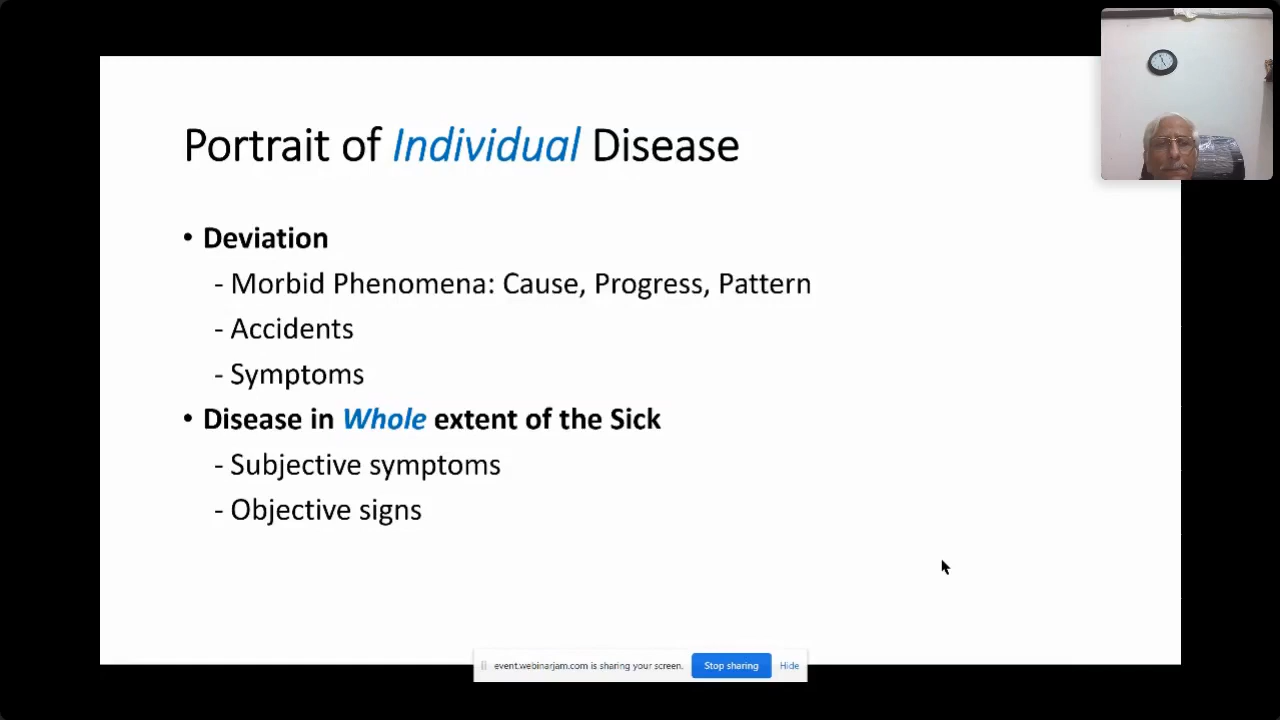 Portrait of Individual Disease
• Deviation
- Morbid Phenomena: Cause, Progress, Pattern
- Accidents
- Symptoms
• Disease in Whole extent of the Sick
- Subjective symptoms
- Objective signs
event.webinarjam.com is sharing your screen. Stop sharing Hide